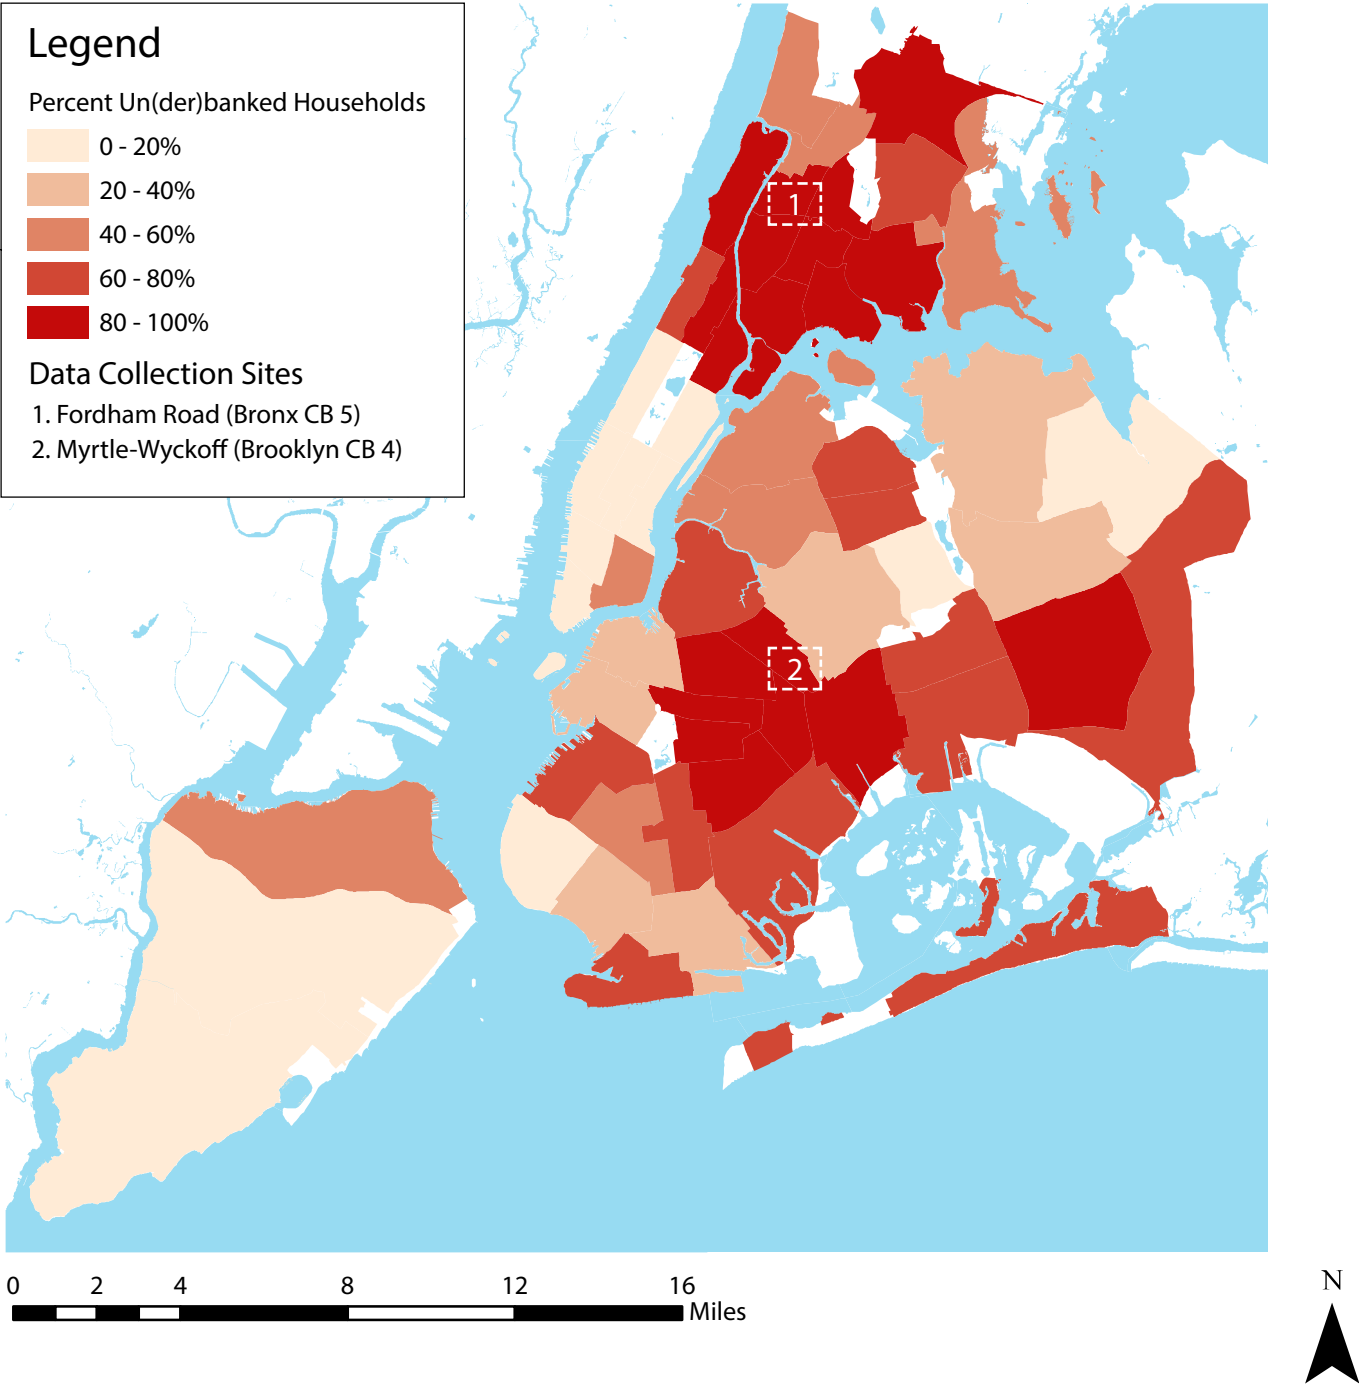 Legend
Percent Un(der)banked Households
0 - 20%
20 - 40%
40 - 60%
60 - 80%
80 - 100%
Data Collection Sites
1. Fordham Road (Bronx CB 5)
2. Myrtle-Wyckoff (Brooklyn CB 4)
1
2
0 2 4 8 12 16
Miles
N